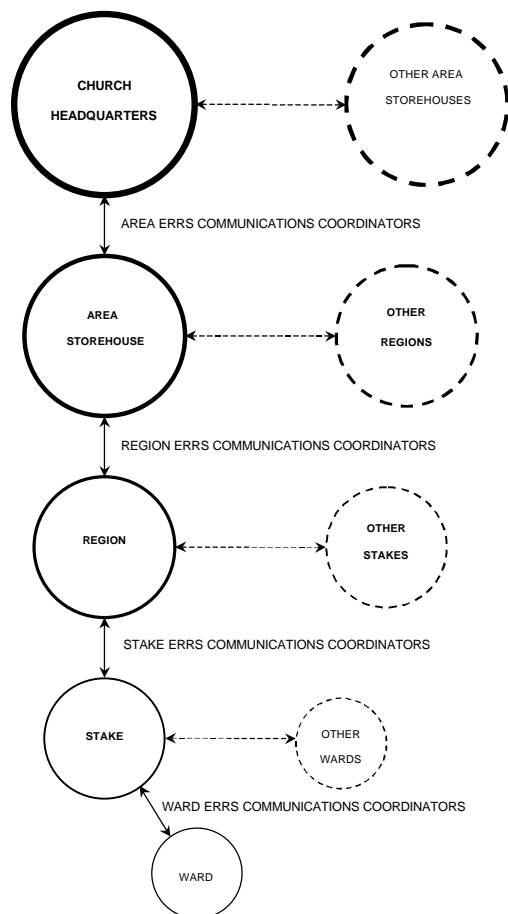 CHURCH
HEADQUARTERS
OTHER AREA
STOREHOUSES
AREA ERRS COMMUNICATIONS COORDINATORS
AREA
STOREHOUSE
OTHER
REGIONS
REGION ERRS COMMUNICATIONS COORDINATORS
REGION
OTHER
STAKES
STAKE ERRS COMMUNICATIONS COORDINATORS
STAKE
OTHER
WARDS
WARD ERRS COMMUNICATIONS COORDINATORS
WARD